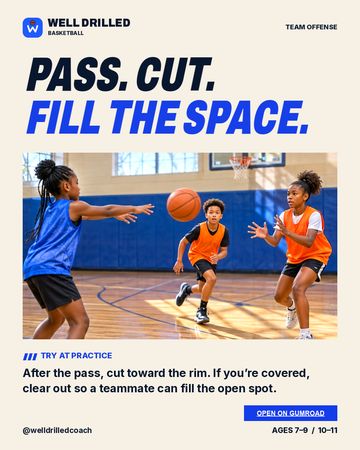 WELL DRILLED
BASKETBALL
TEAM OFFENSE
PASS. CUT.
FILL THE SPACE.
TRY AT PRACTICE
After the pass, cut toward the rim. If you’re covered,
clear out so a teammate can fill the open spot.
OPEN ON GUMROAD
@welldrilledcoach
AGES 7–9 / 10–11